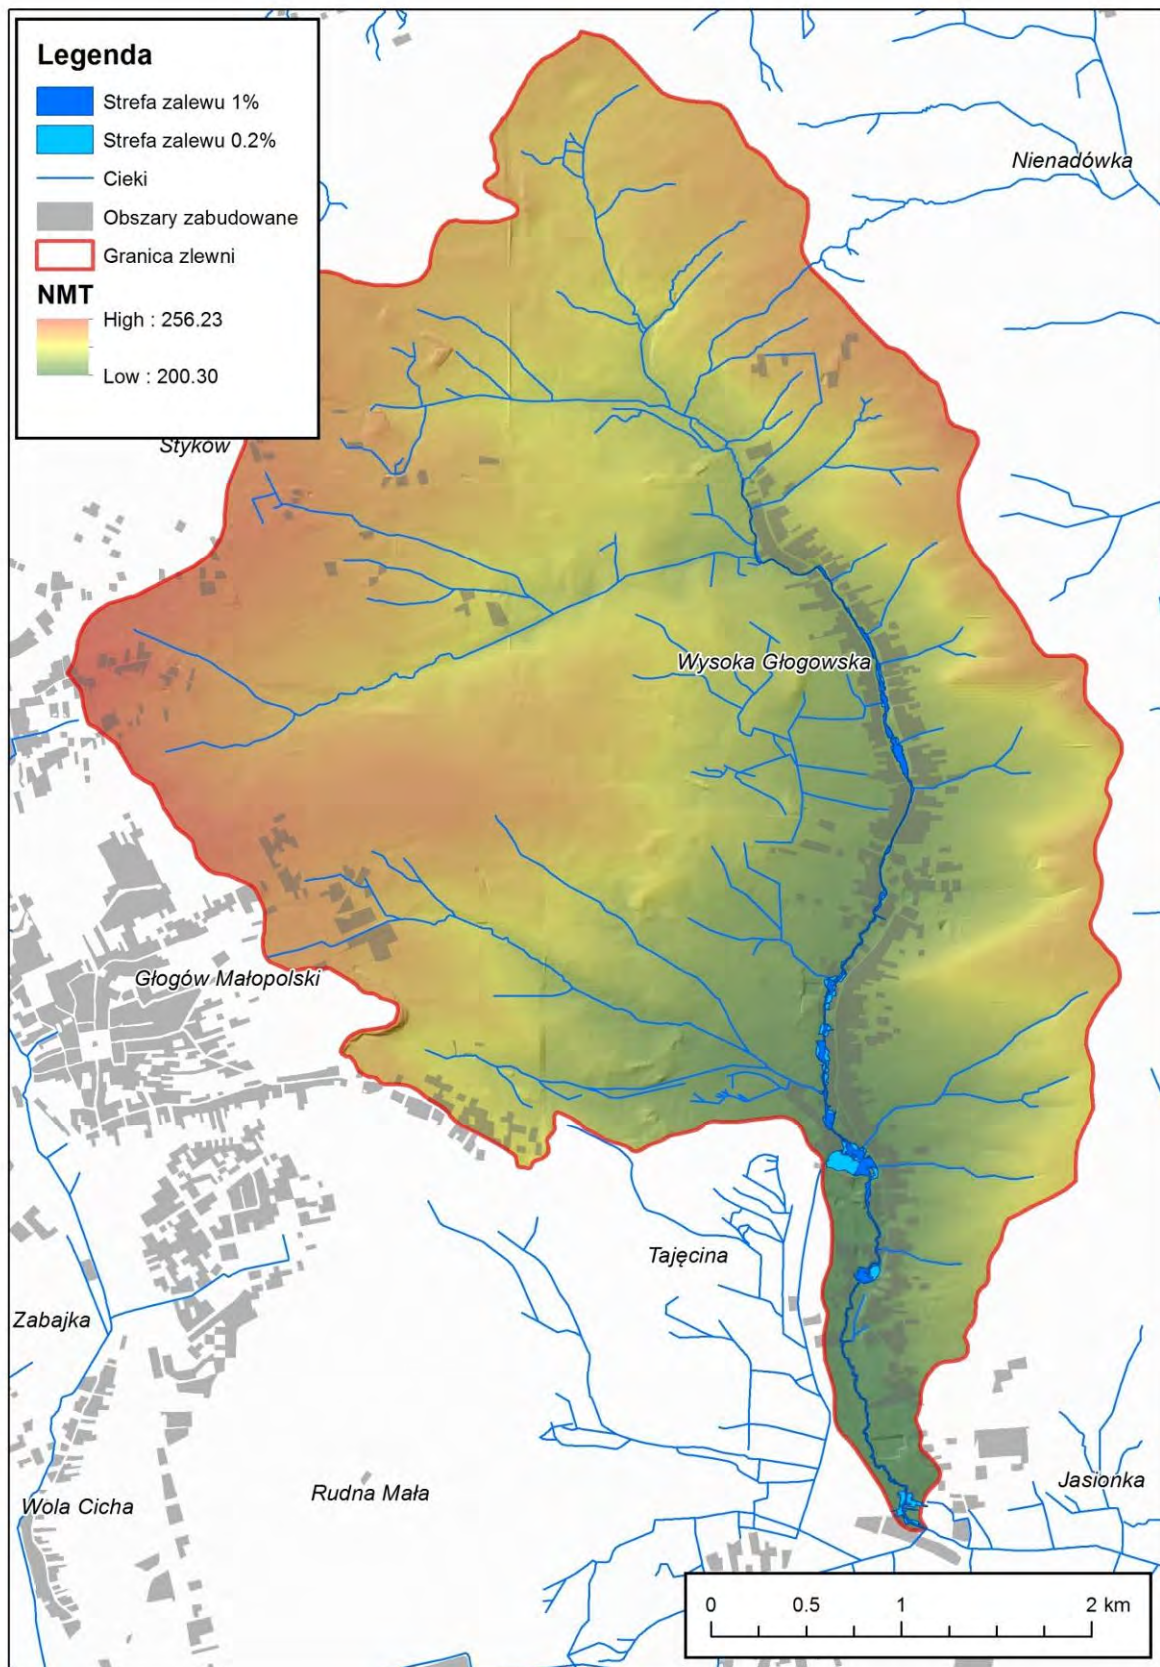 Legenda
Strefa zalewu 1%
Strefa zalewu 0.2%
Cieki
Obszary zabudowane
Granica zlewni
NMT
High : 256.23
Low : 200.30
Nienadówka
Styków
Wysoka Głogowska
Głogów Małopolski
Tajęcina
Zabajka
Jasionka
Rudna Mała
Wola Cicha
0 0.5 1 2 km